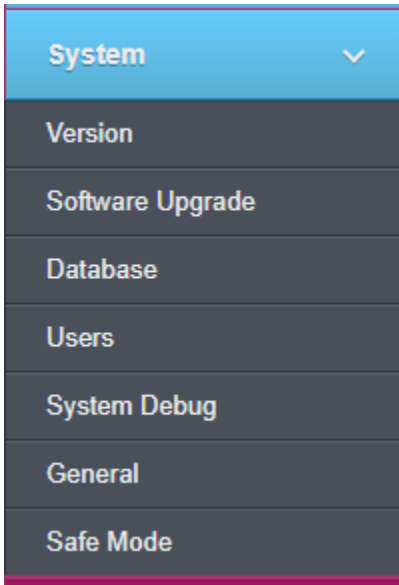 System
Version
Software Upgrade
Database
Users
System Debug
General
Safe Mode